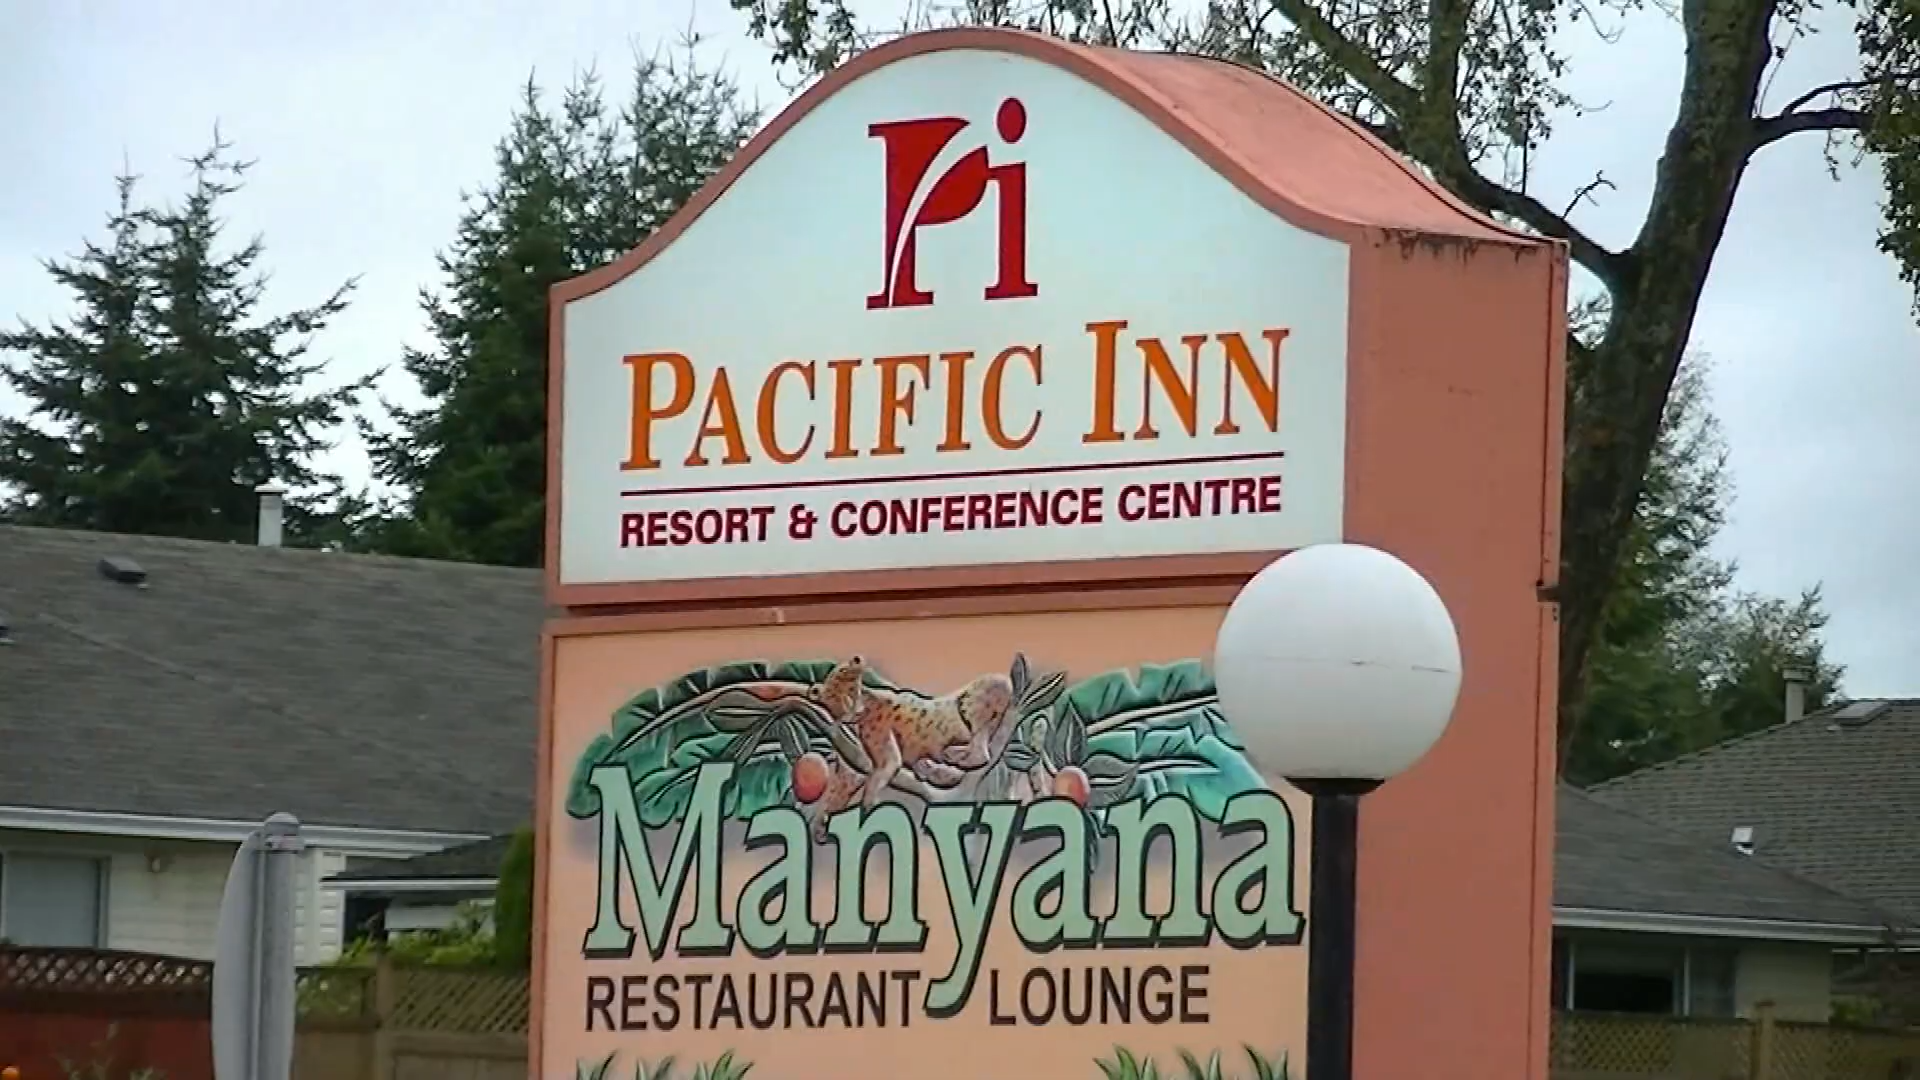 Pi
PACIFIC INN
RESORT & CONFERENCE CENTRE
Manyana
RESTAURANT LOUNGE